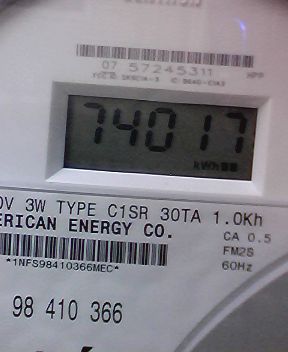 07 57245311 HPP
74017
kWh
0V 3W TYPE C1SR 30TA 1.0Kh
ERICAN ENERGY CO. CA 0.5
FM2S
*1NFS98410366MEC* 60Hz
98 410 366